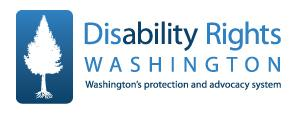 Disability Rights
WASHINGTON
Washington's protection and advocacy system